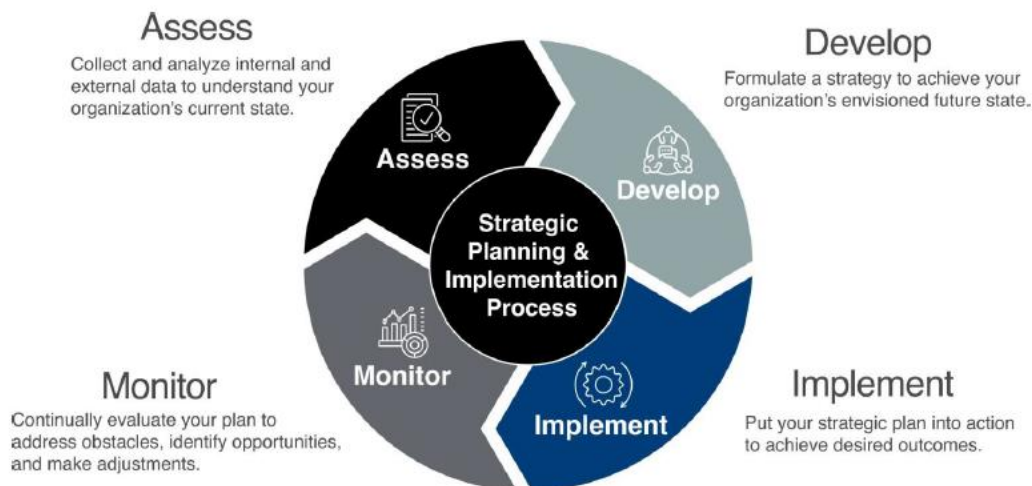 Assess
Collect and analyze internal and
external data to understand your
organization's current state.
Develop
Formulate a strategy to achieve your
organization's envisioned future state.
Assess
Develop
Strategic
Planning &
Implementation
Process
Monitor
Implement
Monitor
Continually evaluate your plan to
address obstacles, identify opportunities,
and make adjustments.
Implement
Put your strategic plan into action
to achieve desired outcomes.